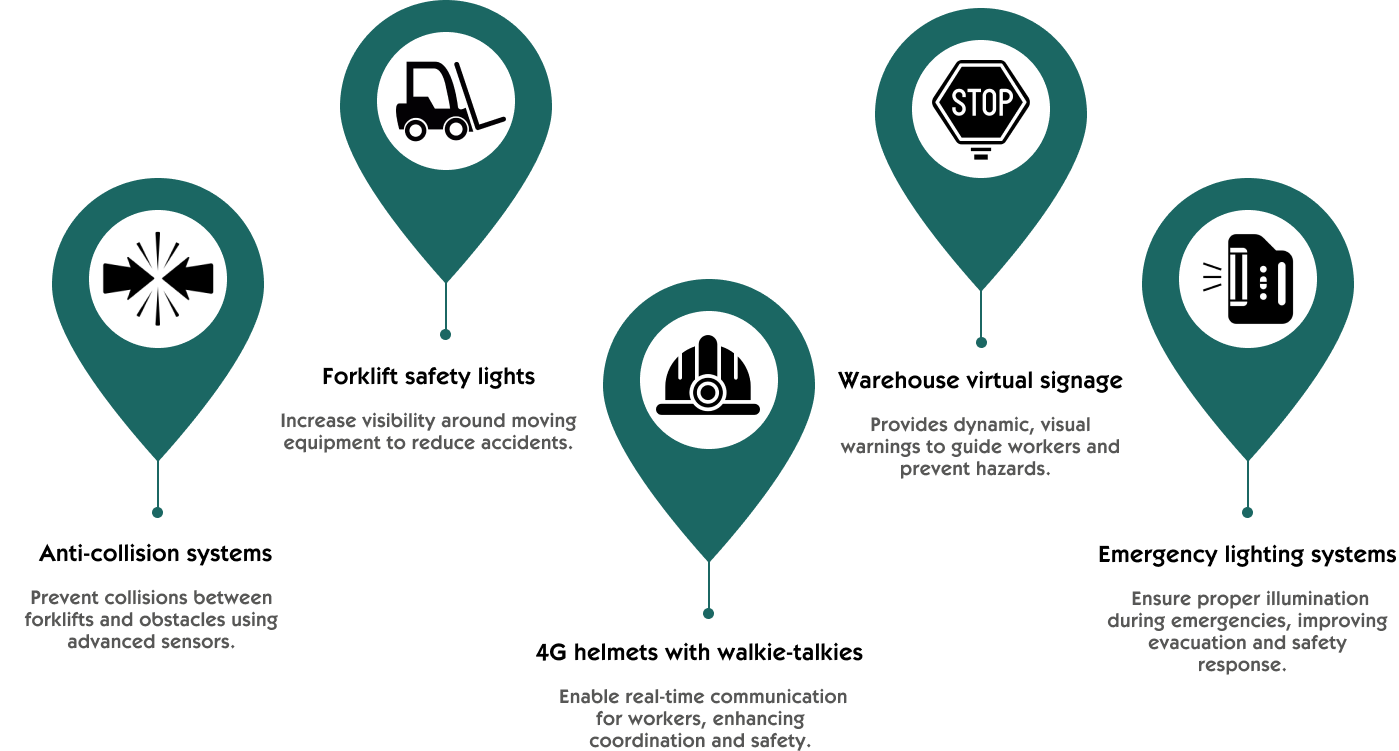 Anti-collision systems
Prevent collisions between
forklifts and obstacles using
advanced sensors.
Forklift safety lights
Increase visibility around moving
equipment to reduce accidents.
4G helmets with walkie-talkies
Enable real-time communication
for workers, enhancing
coordination and safety.
STOP
Warehouse virtual signage
Provides dynamic, visual
warnings to guide workers and
prevent hazards.
Emergency lighting systems
Ensure proper illumination
during emergencies, improving
evacuation and safety
response.